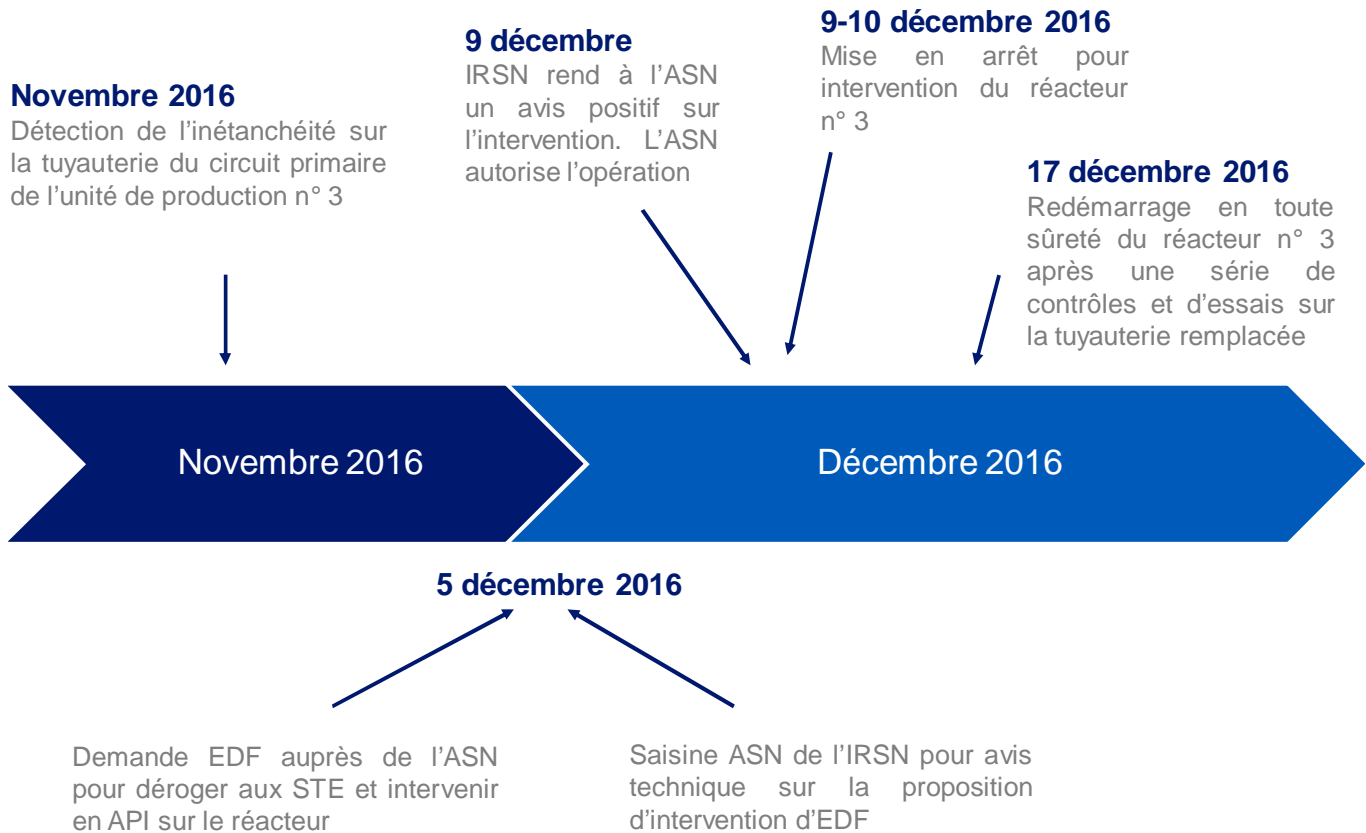 Novembre 2016
Détection de l'inétanchéité sur
la tuyauterie du circuit primaire
de l'unité de production n° 3
9 décembre
IRSN rend à l'ASN
un avis positif sur
l'intervention. L'ASN
autorise l'opération
9-10 décembre 2016
Mise en arrêt pour
intervention du réacteur
n° 3
17 décembre 2016
Redémarrage en toute
sûreté du réacteur n° 3
après une série de
contrôles et d'essais sur
la tuyauterie remplacée
Novembre 2016
Décembre 2016
5 décembre 2016
Demande EDF auprès de l'ASN
pour déroger aux STE et intervenir
en API sur le réacteur
Saisine ASN de l'IRSN pour avis
technique sur la proposition
d'intervention d'EDF